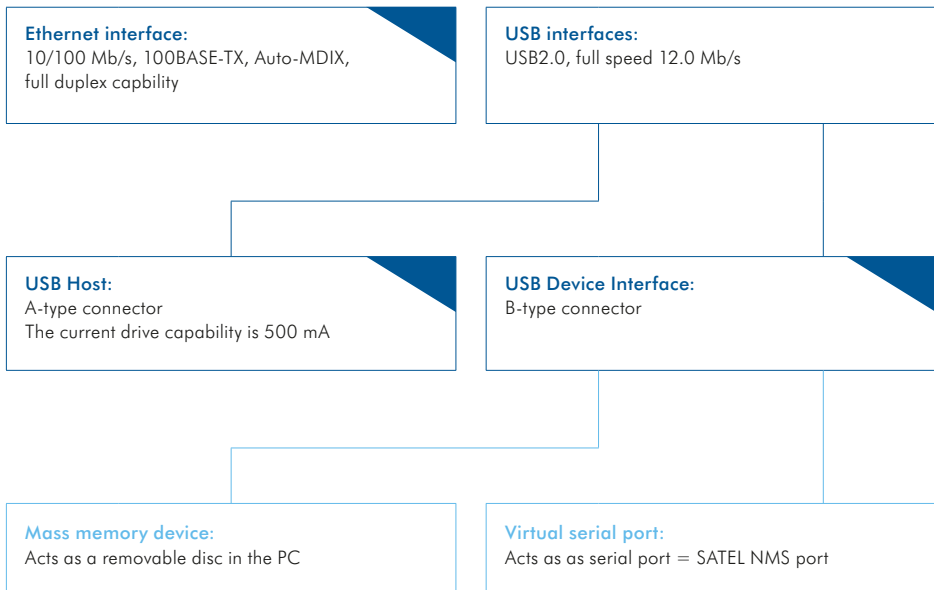 Ethernet interface:
10/100 Mb/s, 100BASE-TX, Auto-MDIX,
full duplex capbility
USB interfaces:
USB2.0, full speed 12.0 Mb/s
USB Host:
A-type connector
The current drive capability is 500 mA
USB Device Interface:
B-type connector
Mass memory device:
Acts as a removable disc in the PC
Virtual serial port:
Acts as as serial port = SATEL NMS port